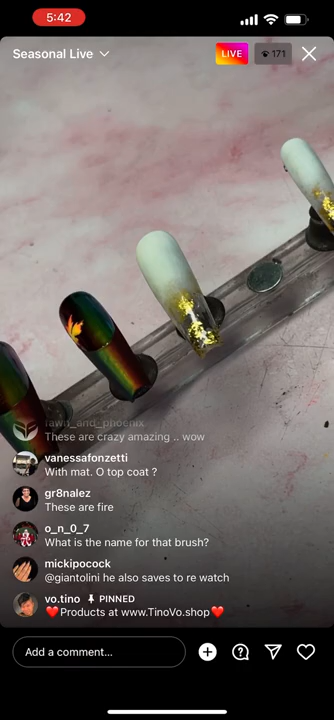 5:42
Seasonal Live
LIVE
171
fawn_and_phoenix
These are crazy amazing .. wow
vanessafonzetti
With mat. O top coat ?
gr8nalez
These are fire
o_n_0_7
What is the name for that brush?
mickipocock
@giantolini he also saves to re watch
vo.tino PINNED
❤️Products at www.TinoVo.shop❤️
Add a comment...